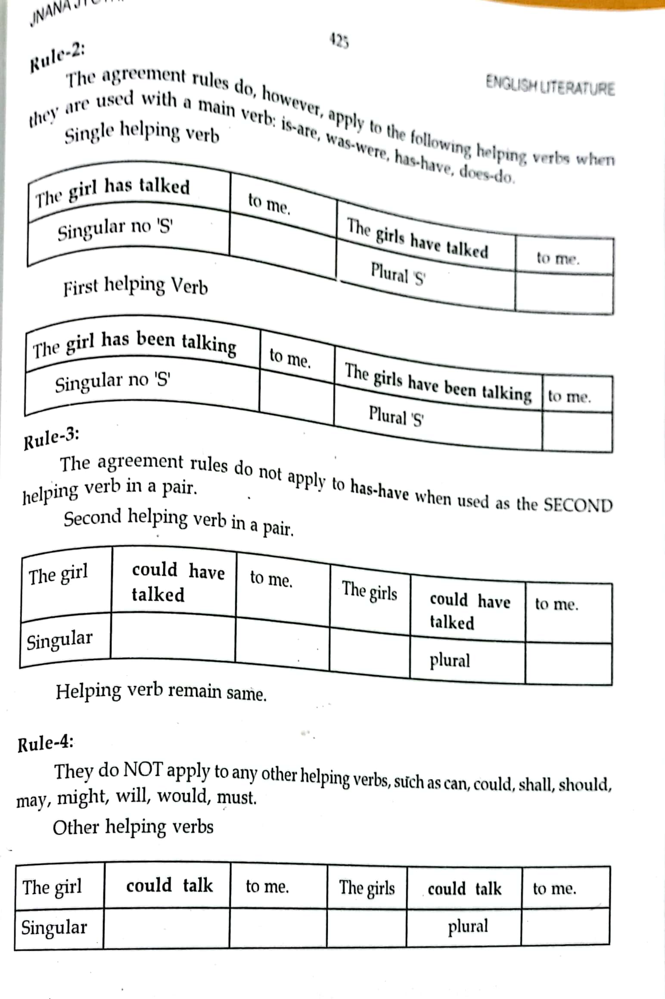 JNANA
425
ENGLISH LITERATURE
Rule-2:
The agreement rules do, however, apply to the following helping verbs when
they are used with a main verb: is-are, was-were, has-have, does-do.
Single helping verb
The girl has talked to me. The girls have talked to me.
Singular no 'S' Plural 'S'
First helping Verb
The girl has been talking to me. The girls have been talking to me.
Singular no 'S' Plural 'S'
Rule-3:
The agreement rules do not apply to has-have when used as the SECOND
helping verb in a pair.
Second helping verb in a pair.
The girl could have to me. The girls could have to me.
talked talked
Singular plural
Helping verb remain same.
Rule-4:
They do NOT apply to any other helping verbs, such as can, could, shall, should,
may, might, will, would, must.
Other helping verbs
The girl could talk to me. The girls could talk to me.
Singular plural